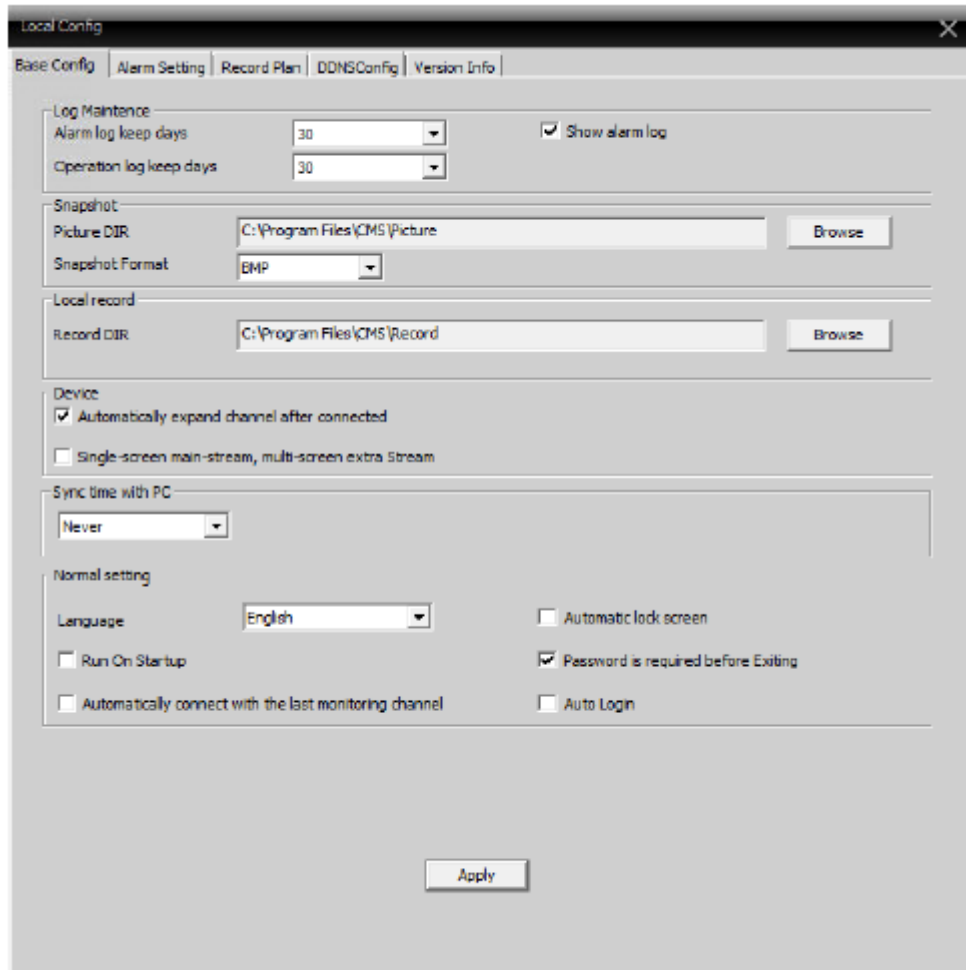 Local Config
Base Config Alarm Setting Record Plan DDNSConfig Version Info
Log Maintence
Alarm log keep days 30 Show alarm log
Operation log keep days 30
Snapshot
Picture DIR C:\Program Files\CMS\Picture Browse
Snapshot Format BMP
Local record
Record DIR C:\Program Files\CMS\Record Browse
Device
Automatically expand channel after connected
Single-screen main-stream, multi-screen extra Stream
Sync time with PC
Never
Normal setting
Language English Automatic lock screen
Run On Startup Password is required before Exiting
Automatically connect with the last monitoring channel Auto Login
Apply